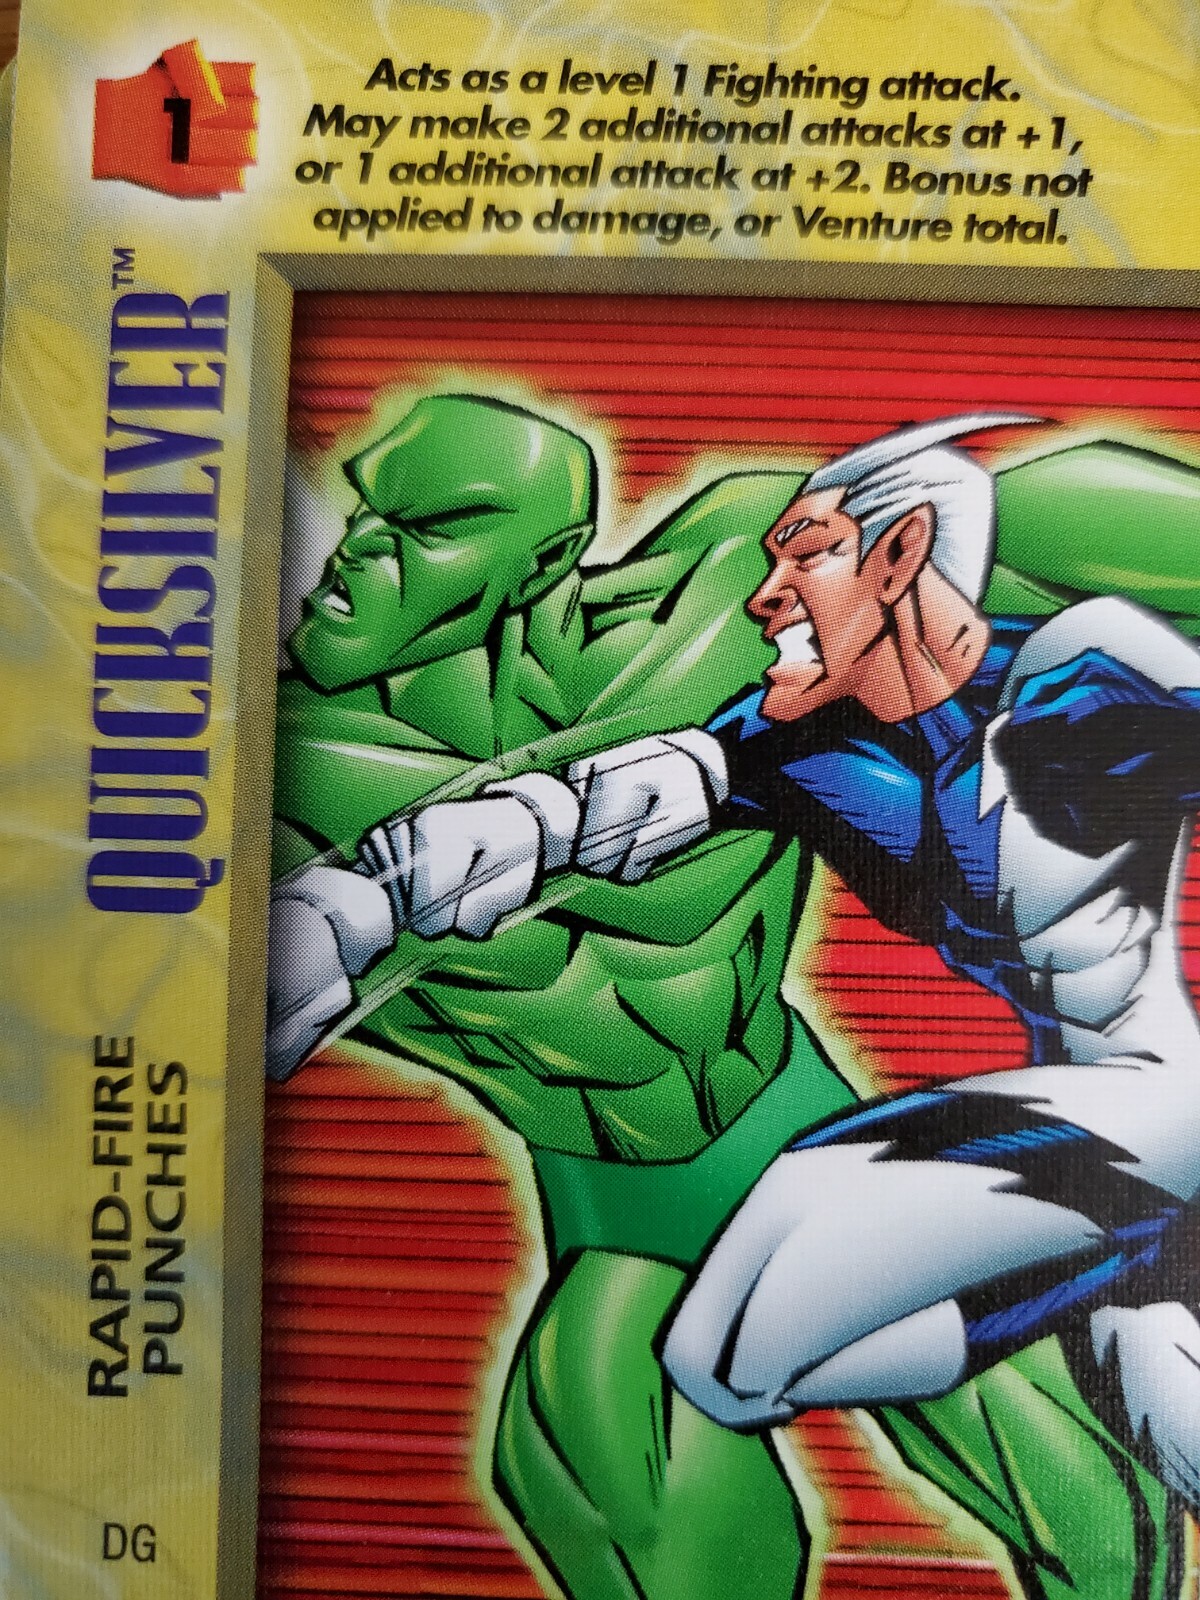 1
Acts as a level 1 Fighting attack.
May make 2 additional attacks at +1,
or 1 additional attack at +2. Bonus not
applied to damage, or Venture total.
QUICKSILVER™
RAPID-FIRE
PUNCHES
DG